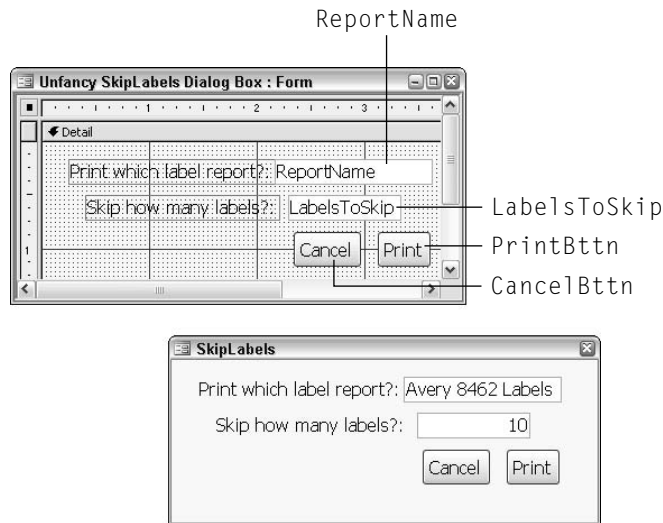 ReportName
Unfancy SkipLabels Dialog Box : Form
1 2 3
Detail
Print which label report?: ReportName
Skip how many labels?: LabelsToSkip
LabelsToSkip
1
Cancel Print
PrintBttn
CancelBttn
SkipLabels
Print which label report?: Avery 8462 Labels
Skip how many labels?: 10
Cancel Print